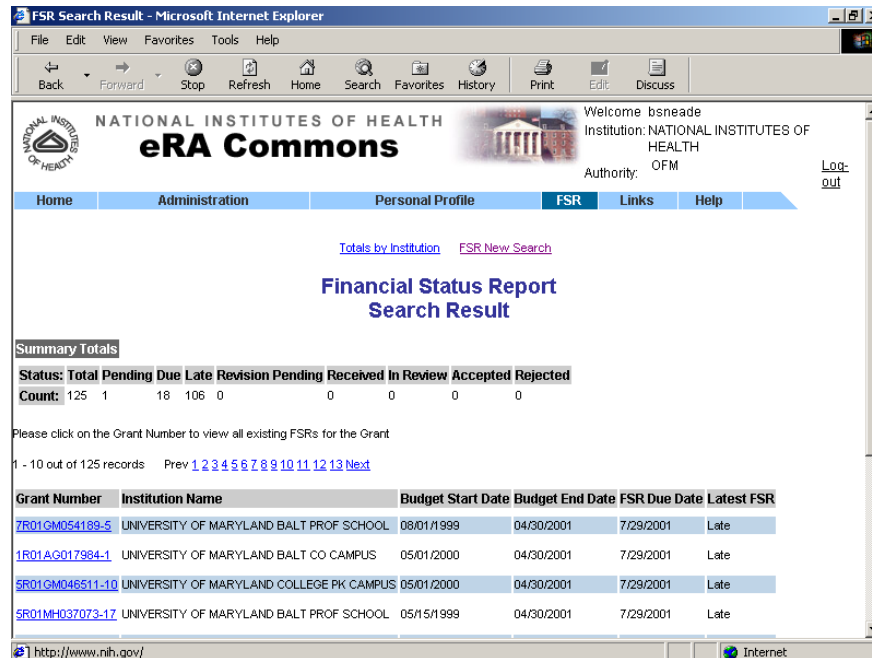 FSR Search Result - Microsoft Internet Explorer
File Edit View Favorites Tools Help
Back Forward Stop Refresh Home Search Favorites History Print Edit Discuss
NATIONAL INSTITUTES OF HEALTH
NATIONAL INSTITUTES OF HEALTH
eRA Commons
Welcome bsneade
Institution: NATIONAL INSTITUTES OF
HEALTH
Authority: OFM
Log-
out
Home Administration Personal Profile FSR Links Help
Totals by Institution FSR New Search
Financial Status Report
Search Result
Summary Totals
Status: Total Pending Due Late Revision Pending Received In Review Accepted Rejected
Count: 125 1 18 106 0 0 0 0 0
Please click on the Grant Number to view all existing FSRs for the Grant
1 - 10 out of 125 records Prev 1 2 3 4 5 6 7 8 9 10 11 12 13 Next
Grant Number Institution Name Budget Start Date Budget End Date FSR Due Date Latest FSR
7R01GM054189-5 UNIVERSITY OF MARYLAND BALT PROF SCHOOL 08/01/1999 04/30/2001 7/29/2001 Late
1R01AG017984-1 UNIVERSITY OF MARYLAND BALT CO CAMPUS 05/01/2000 04/30/2001 7/29/2001 Late
5R01GM046511-10 UNIVERSITY OF MARYLAND COLLEGE PK CAMPUS 05/01/2000 04/30/2001 7/29/2001 Late
5R01MH037073-17 UNIVERSITY OF MARYLAND BALT PROF SCHOOL 05/15/1999 04/30/2001 7/29/2001 Late
http://www.nih.gov/ Internet